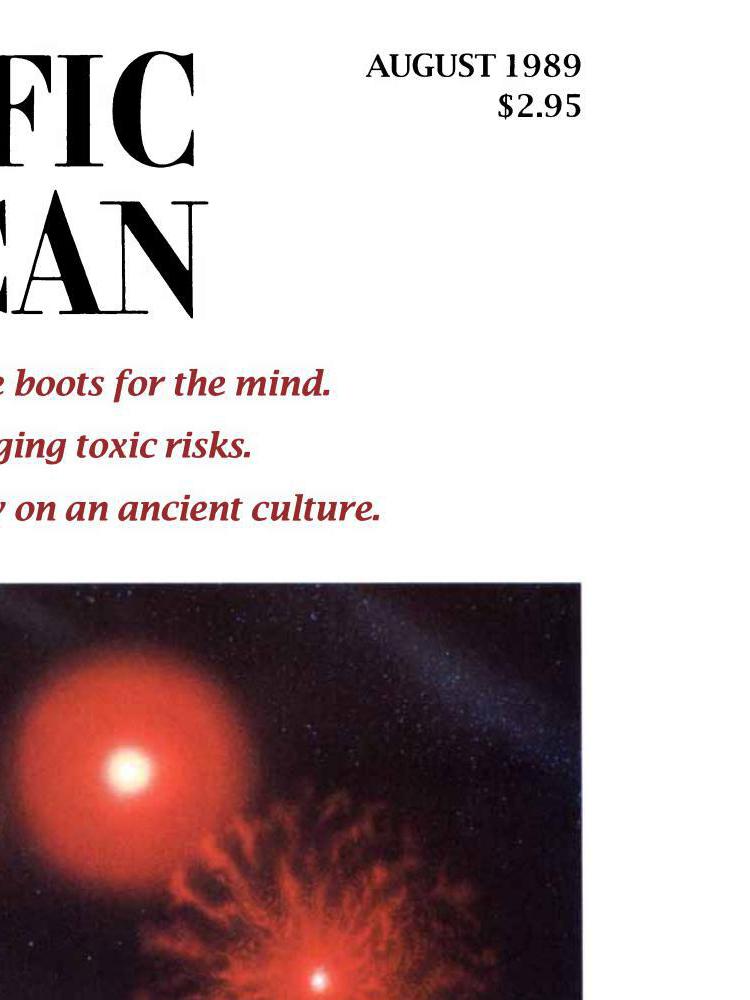 FIC
AUGUST 1989
$2.95
CAN
boots for the mind.
ging toxic risks.
on an ancient culture.